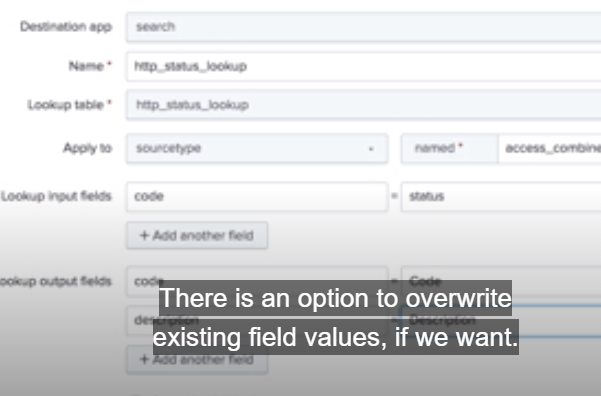 Destination app search
Name * http_status_lookup
Lookup table * http_status_lookup
Apply to sourcetype named * access_combine
Lookup input fields code = status
+ Add another field
ookup output fields code = Code
description = Description
+ Add another field
There is an option to overwrite
existing field values, if we want.